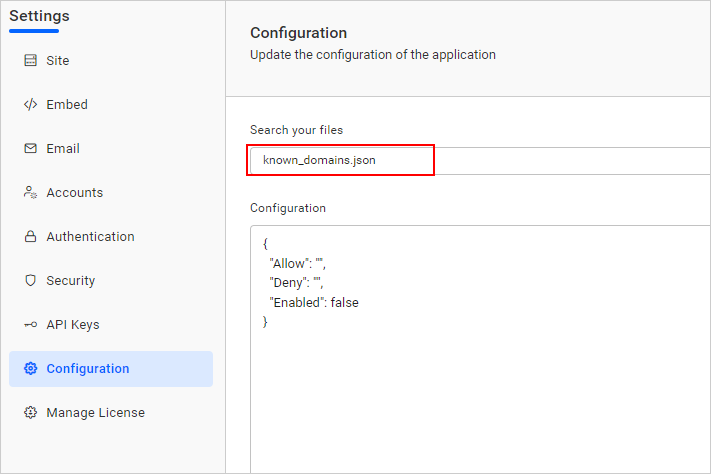 Settings
Site
Embed
Email
Accounts
Authentication
Security
API Keys
Configuration
Manage License
Configuration
Update the configuration of the application
Search your files
known_domains.json
Configuration
{
"Allow": "",
"Deny": "",
"Enabled": false
}